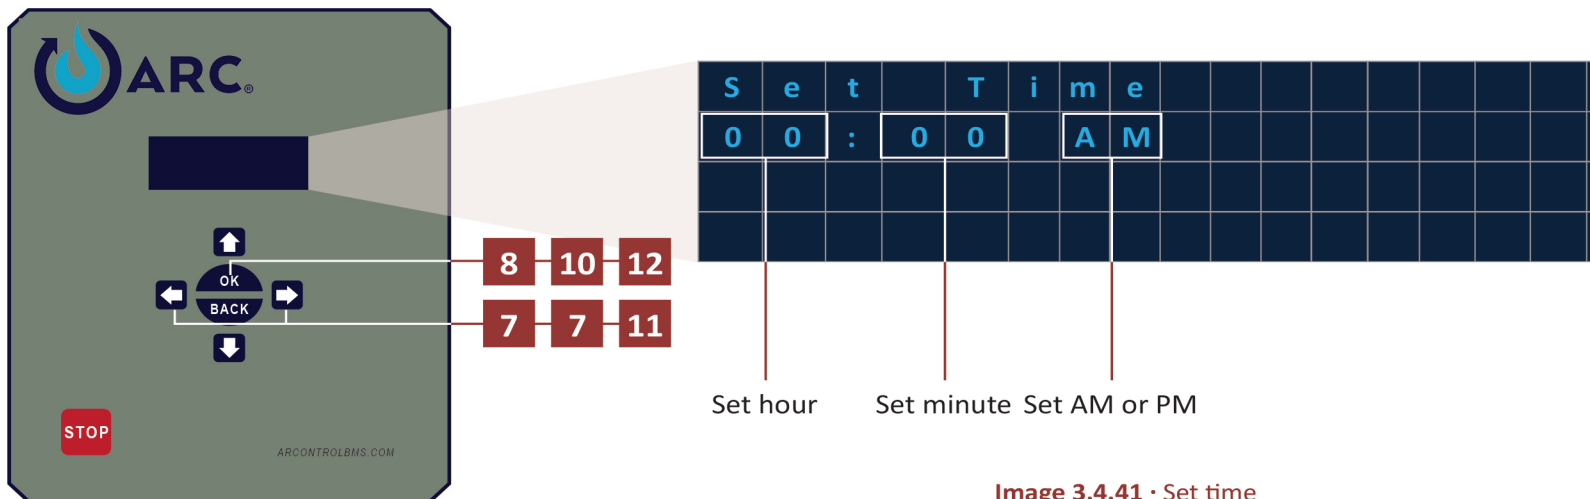 ARC®
OK
BACK
STOP
ARCONTROLBMS.COM
8 10 12
7 7 11
Set Time
00:00 AM
Set hour Set minute Set AM or PM
Image 3.4.41 · Set time